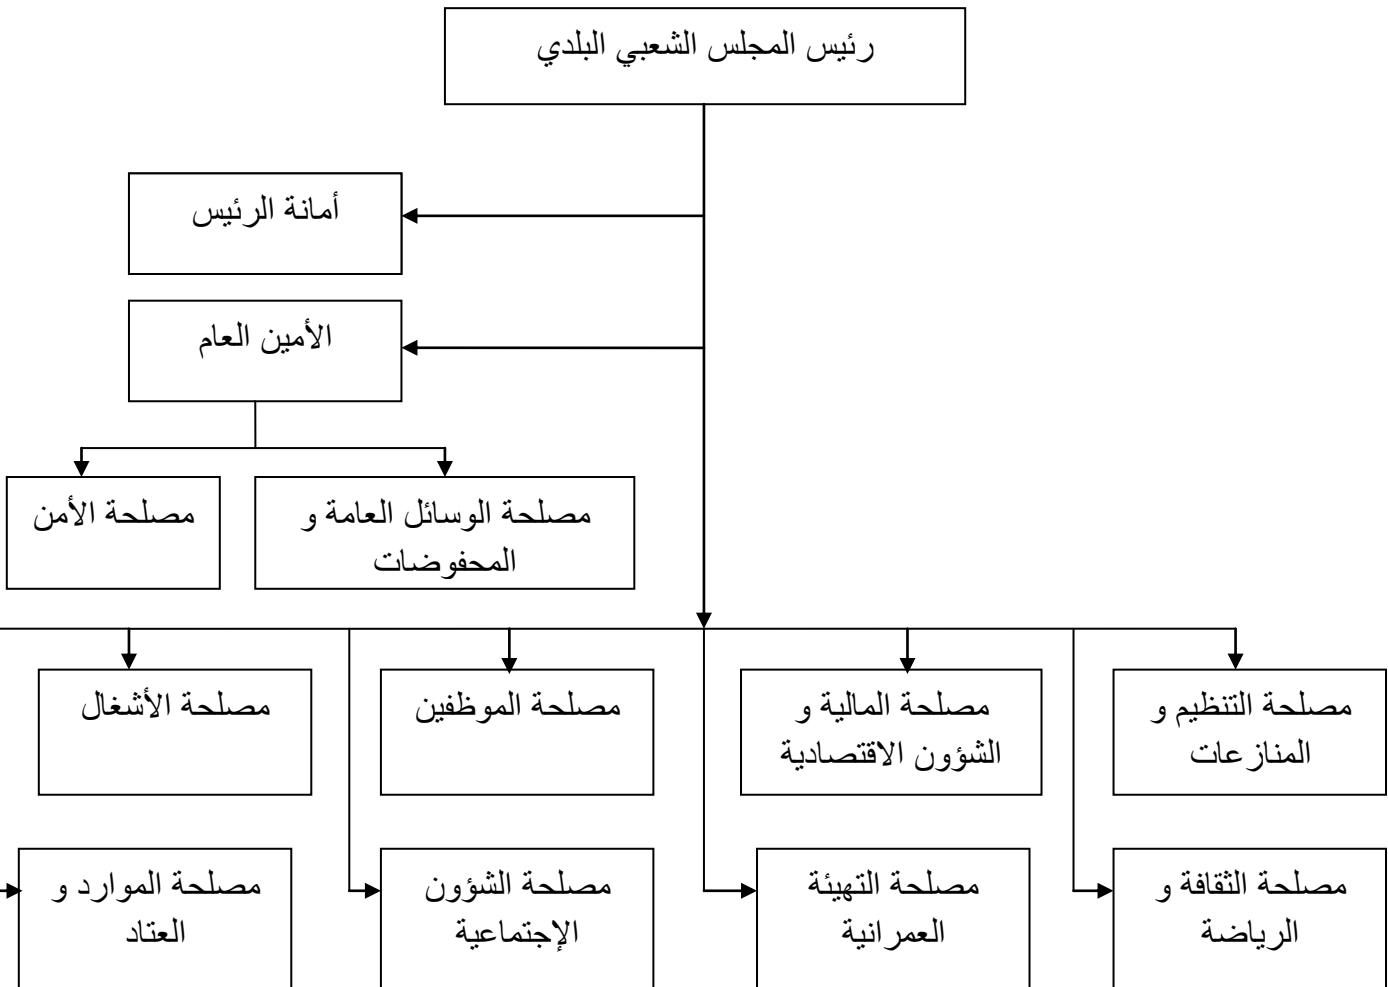 رئيس المجلس الشعبي البلدي
أمانة الرئيس
الأمين العام
مصلحة الوسائل العامة و
المحفوضات
مصلحة الأمن
مصلحة التنظيم و
المنازعات
مصلحة المالية و
الشؤون الاقتصادية
مصلحة الموظفين
مصلحة الأشغال
مصلحة الثقافة و
الرياضة
مصلحة التهيئة
العمرانية
مصلحة الشؤون
الإجتماعية
مصلحة الموارد و
العتاد